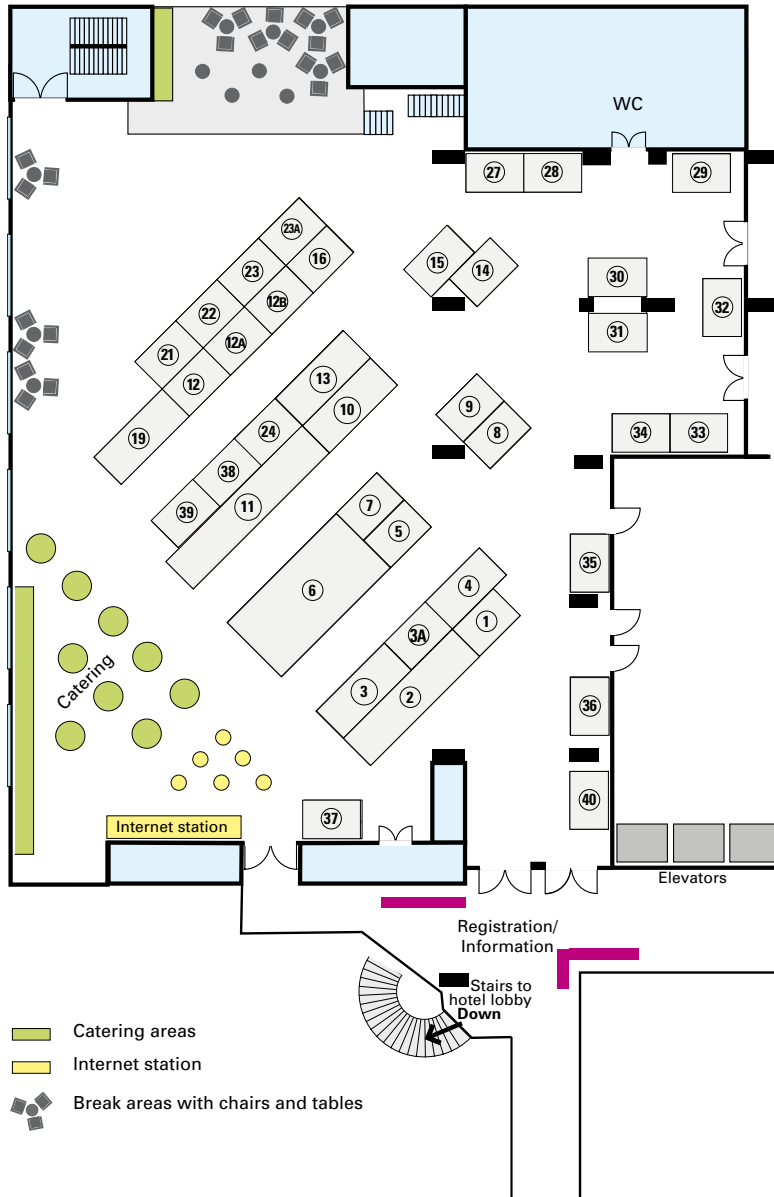 WC
27
28
29
23A
16
15
14
23
30
12B
32
22
31
12A
21
12
13
10
9
19
24
8
34
33
38
39
11
7
5
35
6
4
1
3A
3
2
36
Catering
40
37
Internet station
Elevators
Registration/
Information
Stairs to
hotel lobby
Down
Catering areas
Internet station
Break areas with chairs and tables